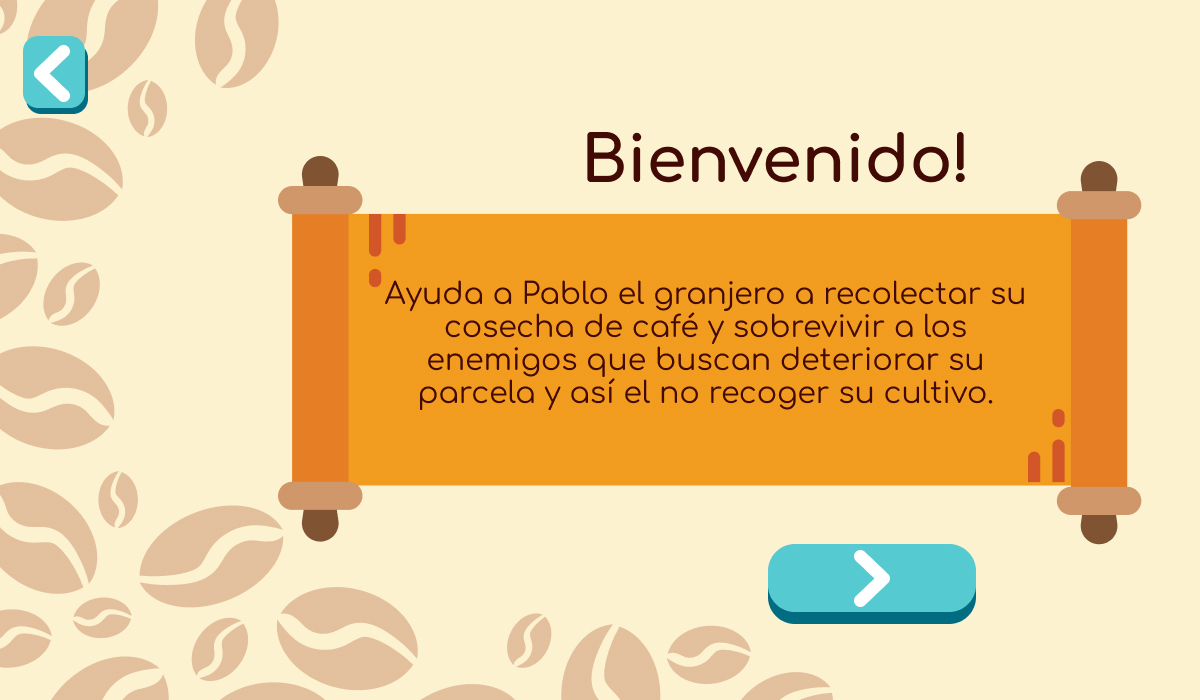 Bienvenido!
Ayuda a Pablo el granjero a recolectar su
cosecha de café y sobrevivir a los
enemigos que buscan deteriorar su
parcela y así el no recoger su cultivo.